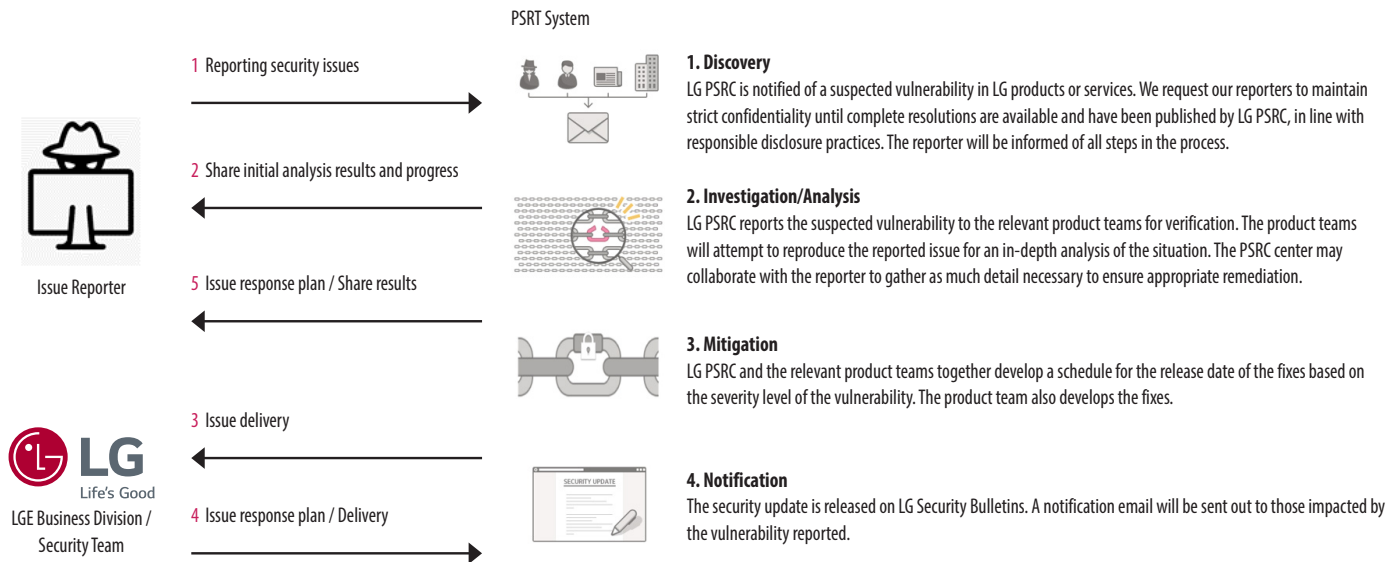 PSRT System
1 Reporting security issues
2 Share initial analysis results and progress
Issue Reporter
5 Issue response plan / Share results
3 Issue delivery
LG
Life's Good
LGE Business Division /
Security Team
4 Issue response plan / Delivery
SECURITY UPDATE
1. Discovery
LG PSRC is notified of a suspected vulnerability in LG products or services. We request our reporters to maintain
strict confidentiality until complete resolutions are available and have been published by LG PSRC, in line with
responsible disclosure practices. The reporter will be informed of all steps in the process.
2. Investigation/Analysis
LG PSRC reports the suspected vulnerability to the relevant product teams for verification. The product teams
will attempt to reproduce the reported issue for an in-depth analysis of the situation. The PSRC center may
collaborate with the reporter to gather as much detail necessary to ensure appropriate remediation.
3. Mitigation
LG PSRC and the relevant product teams together develop a schedule for the release date of the fixes based on
the severity level of the vulnerability. The product team also develops the fixes.
4. Notification
The security update is released on LG Security Bulletins. A notification email will be sent out to those impacted by
the vulnerability reported.